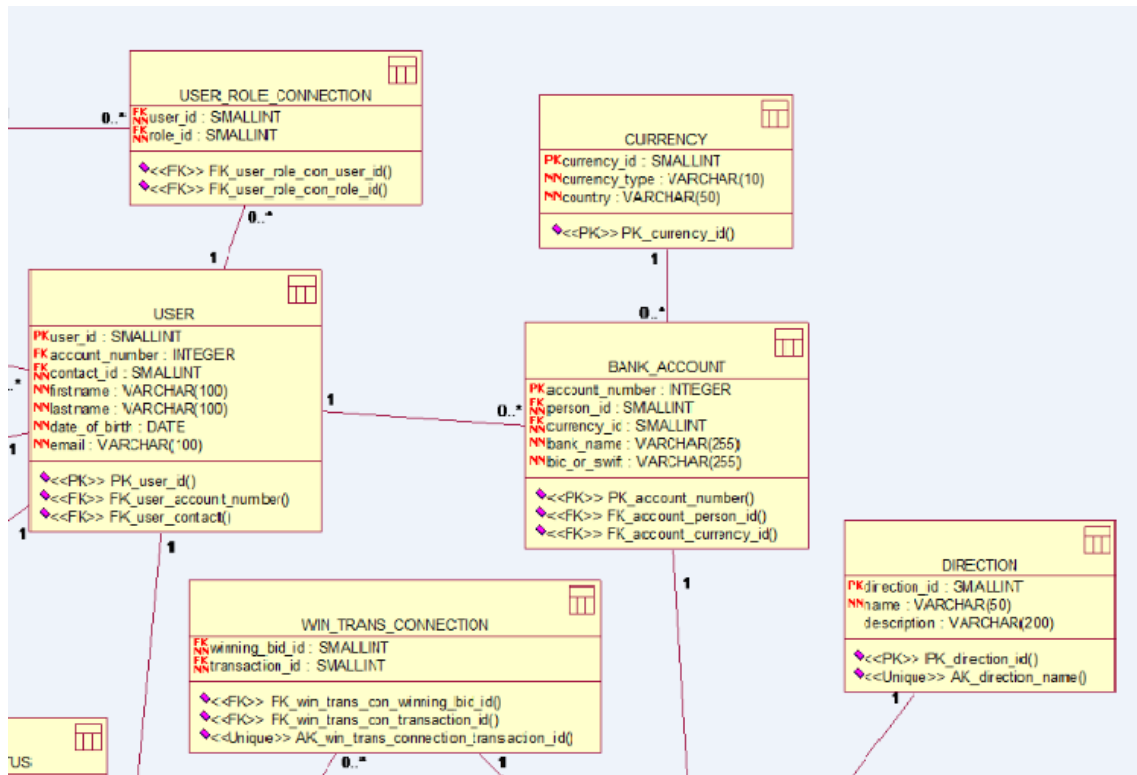 USER_ROLE_CONNECTION
FK NN user_id : SMALLINT
FK NN role_id : SMALLINT
<<FK>> FK_user_role_con_user_id()
<<FK>> FK_user_role_con_role_id()
0..*
0..*
1
CURRENCY
PK currency_id : SMALLINT
NN currency_type : VARCHAR(10)
NN country : VARCHAR(50)
<<PK>> PK_currency_id()
1
0..*
USER
PK user_id : SMALLINT
FK account_number : INTEGER
FK NN contact_id : SMALLINT
NN firstname : VARCHAR(100)
NN lastname : VARCHAR(100)
NN date_of_birth : DATE
NN email : VARCHAR(100)
<<PK>> PK_user_id()
<<FK>> FK_user_account_number()
<<FK>> FK_user_contact()
..*
1
1
1
1
0..*
BANK_ACCOUNT
PK account_number : INTEGER
FK NN person_id : SMALLINT
FK NN currency_id : SMALLINT
NN bank_name : VARCHAR(255)
NN bic_or_swift : VARCHAR(255)
<<PK>> PK_account_number()
<<FK>> FK_account_person_id()
<<FK>> FK_account_currency_id()
1
DIRECTION
PK direction_id : SMALLINT
NN name : VARCHAR(50)
description : VARCHAR(200)
<<PK>> PK_direction_id()
<<Unique>> AK_direction_name()
1
WIN_TRANS_CONNECTION
FK NN winning_bid_id : SMALLINT
FK NN transaction_id : SMALLINT
<<FK>> FK_win_trans_con_winning_bic_id()
<<FK>> FK_win_trans_con_transaction_id()
<<Unique>> AK_win_trans_connection_transaction_id()
0..*
1
TUS